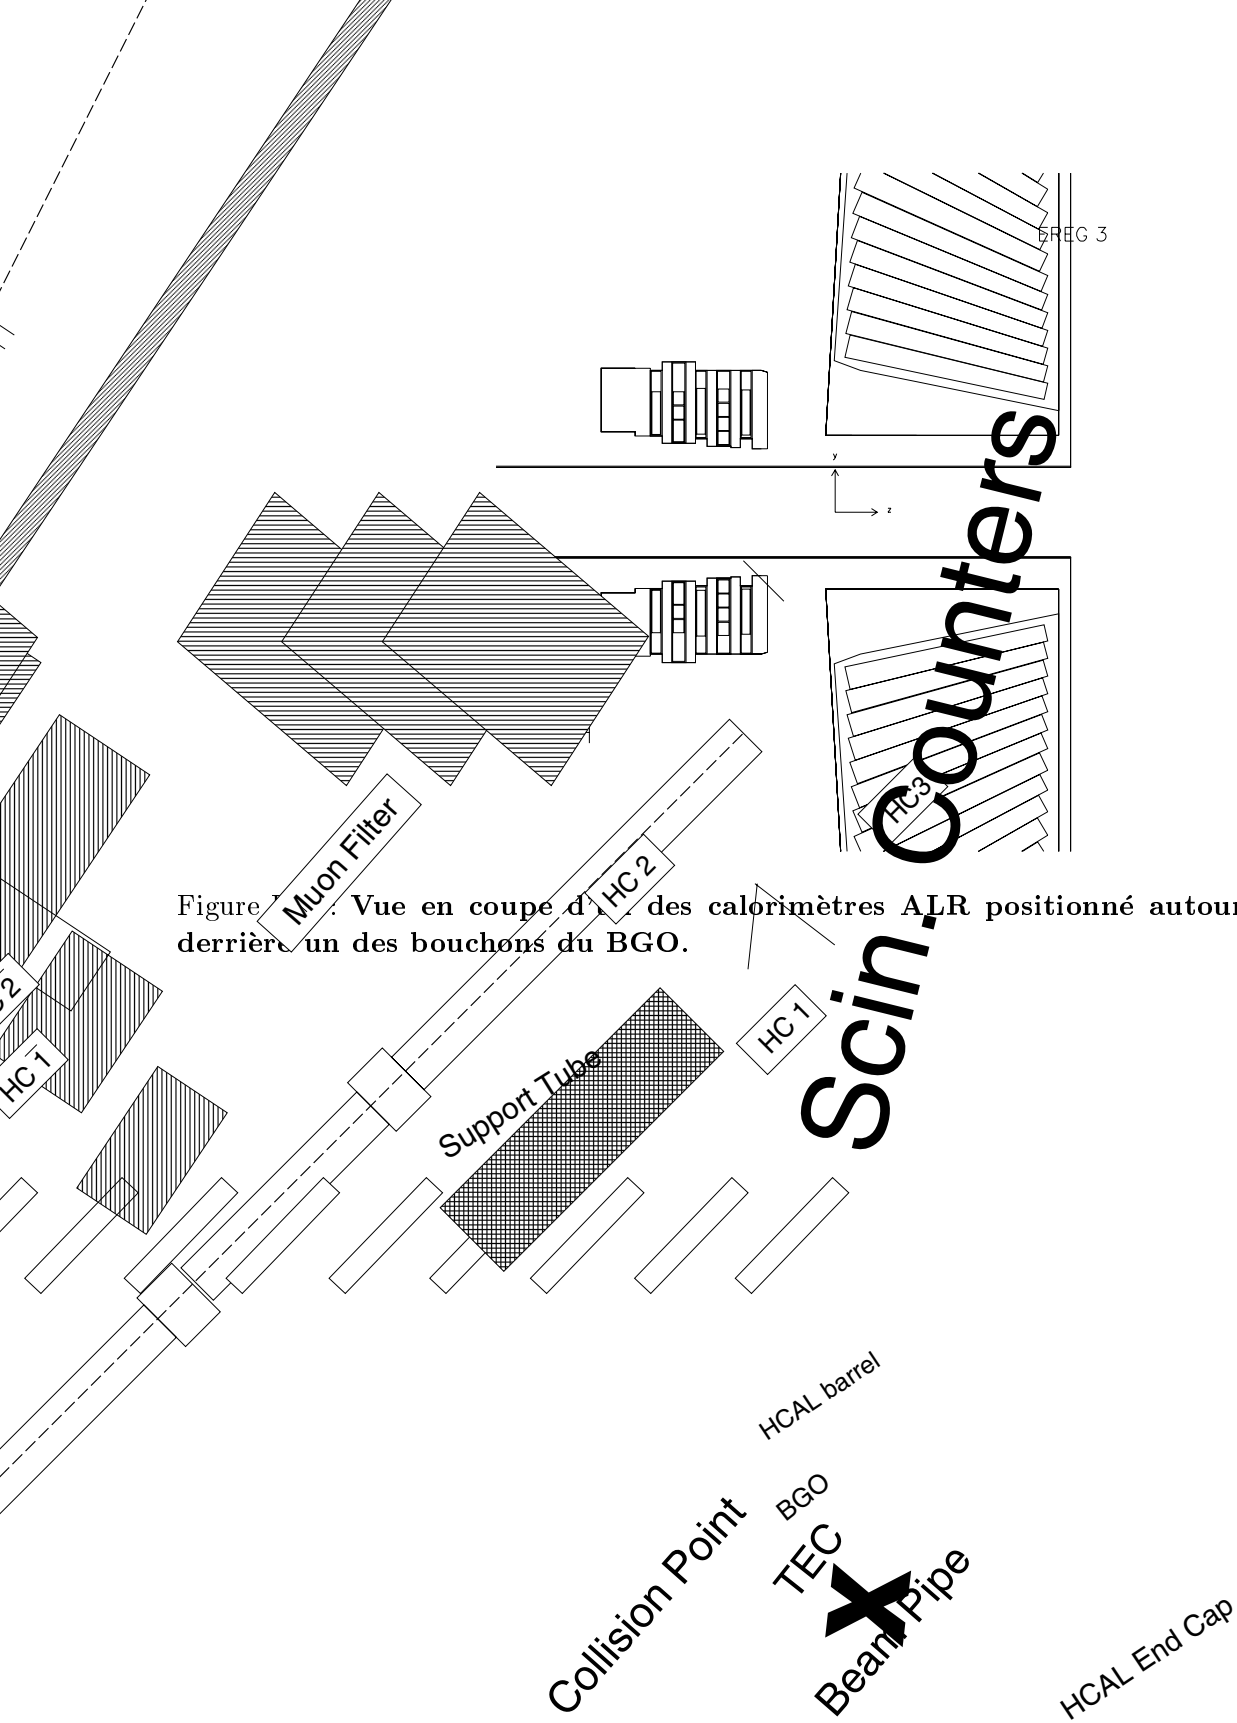 EREG 3
y
z
Scin. Counters
HC3
Muon Filter
HC 2
Figure : Vue en coupe des calorimètres ALR positionné autour
derrière un des bouchons du BGO.
2
HC 1
HC 1
Support Tube
HCAL barrel
BGO
TEC
X
Collision Point
Beam Pipe
HCAL End Cap